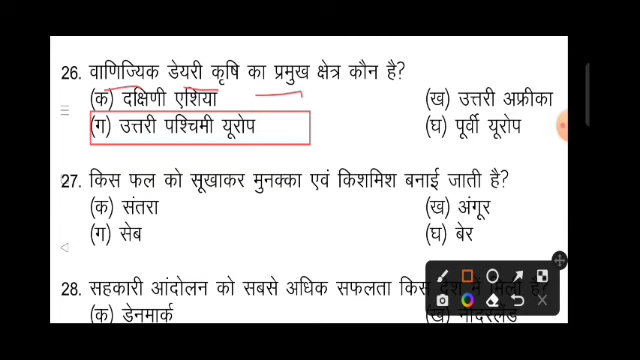 26. वाणिज्यिक डेयरी कृषि का प्रमुख क्षेत्र कौन है?
(क) दक्षिणी एशिया (ख) उत्तरी अफ्रीका
(ग) उत्तरी पश्चिमी यूरोप (घ) पूर्वी यूरोप
27. किस फल को सूखाकर मुनक्का एवं किशमिश बनाई जाती है?
(क) संतरा (ख) अंगूर
(ग) सेब (घ) बेर
28. सहकारी आंदोलन को सबसे अधिक सफलता किस देश में मिली है?
(क) डेनमार्क (ख) नीदरलैंड